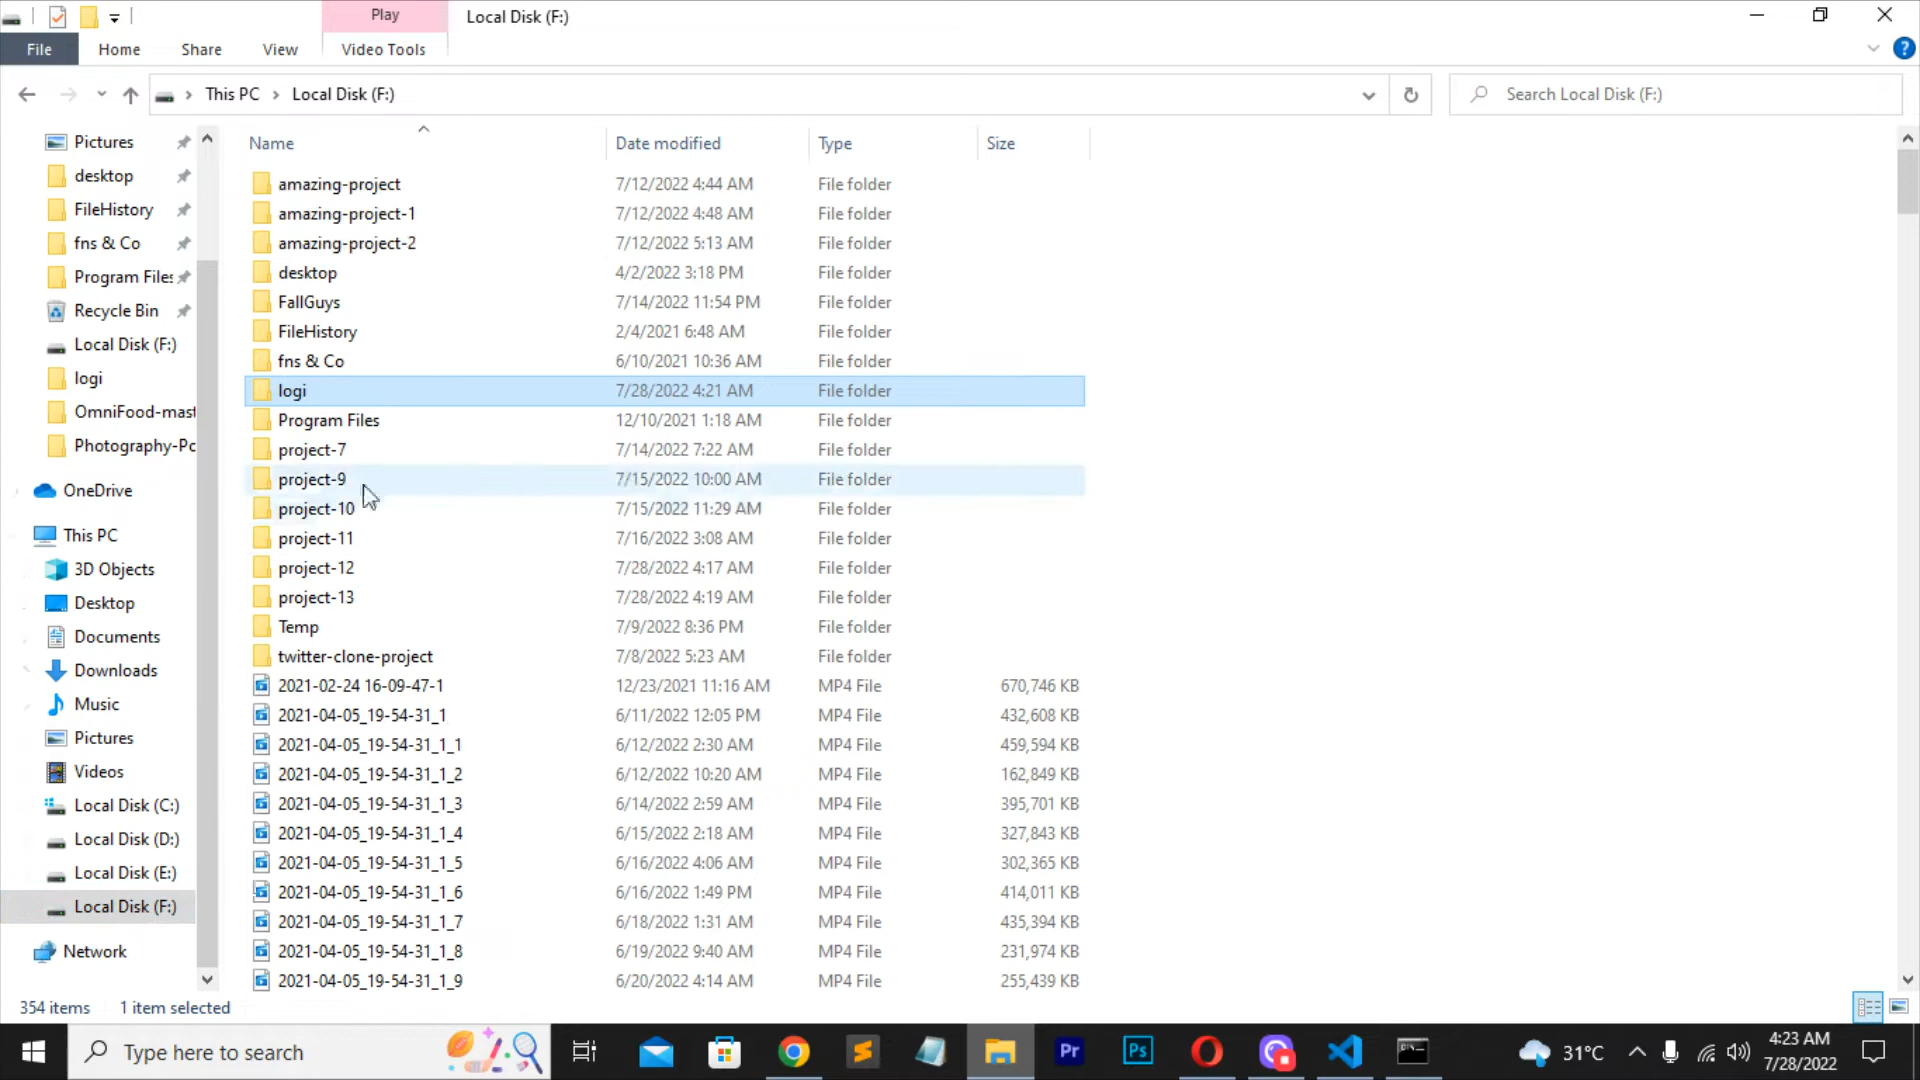 Play
Local Disk (F:)
File
Home
Share
View
Video Tools
This PC
Local Disk (F:)
Search Local Disk (F:)
Pictures
desktop
FileHistory
fns & Co
Program Files
Recycle Bin
Local Disk (F:)
logi
OmniFood-mast
Photography-Po
OneDrive
This PC
3D Objects
Desktop
Documents
Downloads
Music
Pictures
Videos
Local Disk (C:)
Local Disk (D:)
Local Disk (E:)
Local Disk (F:)
Network
Name Date modified Type Size
amazing-project 7/12/2022 4:44 AM File folder
amazing-project-1 7/12/2022 4:48 AM File folder
amazing-project-2 7/12/2022 5:13 AM File folder
desktop 4/2/2022 3:18 PM File folder
FallGuys 7/14/2022 11:54 PM File folder
FileHistory 2/4/2021 6:48 AM File folder
fns & Co 6/10/2021 10:36 AM File folder
logi 7/28/2022 4:21 AM File folder
Program Files 12/10/2021 1:18 AM File folder
project-7 7/14/2022 7:22 AM File folder
project-9 7/15/2022 10:00 AM File folder
project-10 7/15/2022 11:29 AM File folder
project-11 7/16/2022 3:08 AM File folder
project-12 7/28/2022 4:17 AM File folder
project-13 7/28/2022 4:19 AM File folder
Temp 7/9/2022 8:36 PM File folder
twitter-clone-project 7/8/2022 5:23 AM File folder
2021-02-24 16-09-47-1 12/23/2021 11:16 AM MP4 File 670,746 KB
2021-04-05_19-54-31_1 6/11/2022 12:05 PM MP4 File 432,608 KB
2021-04-05_19-54-31_1_1 6/12/2022 2:30 AM MP4 File 459,594 KB
2021-04-05_19-54-31_1_2 6/12/2022 10:20 AM MP4 File 162,849 KB
2021-04-05_19-54-31_1_3 6/14/2022 2:59 AM MP4 File 395,701 KB
2021-04-05_19-54-31_1_4 6/15/2022 2:18 AM MP4 File 327,843 KB
2021-04-05_19-54-31_1_5 6/16/2022 4:06 AM MP4 File 302,365 KB
2021-04-05_19-54-31_1_6 6/16/2022 1:49 PM MP4 File 414,011 KB
2021-04-05_19-54-31_1_7 6/18/2022 1:31 AM MP4 File 435,394 KB
2021-04-05_19-54-31_1_8 6/19/2022 9:40 AM MP4 File 231,974 KB
2021-04-05_19-54-31_1_9 6/20/2022 4:14 AM MP4 File 255,439 KB
354 items 1 item selected
Type here to search
Pr
Ps
31°C
4:23 AM
7/28/2022